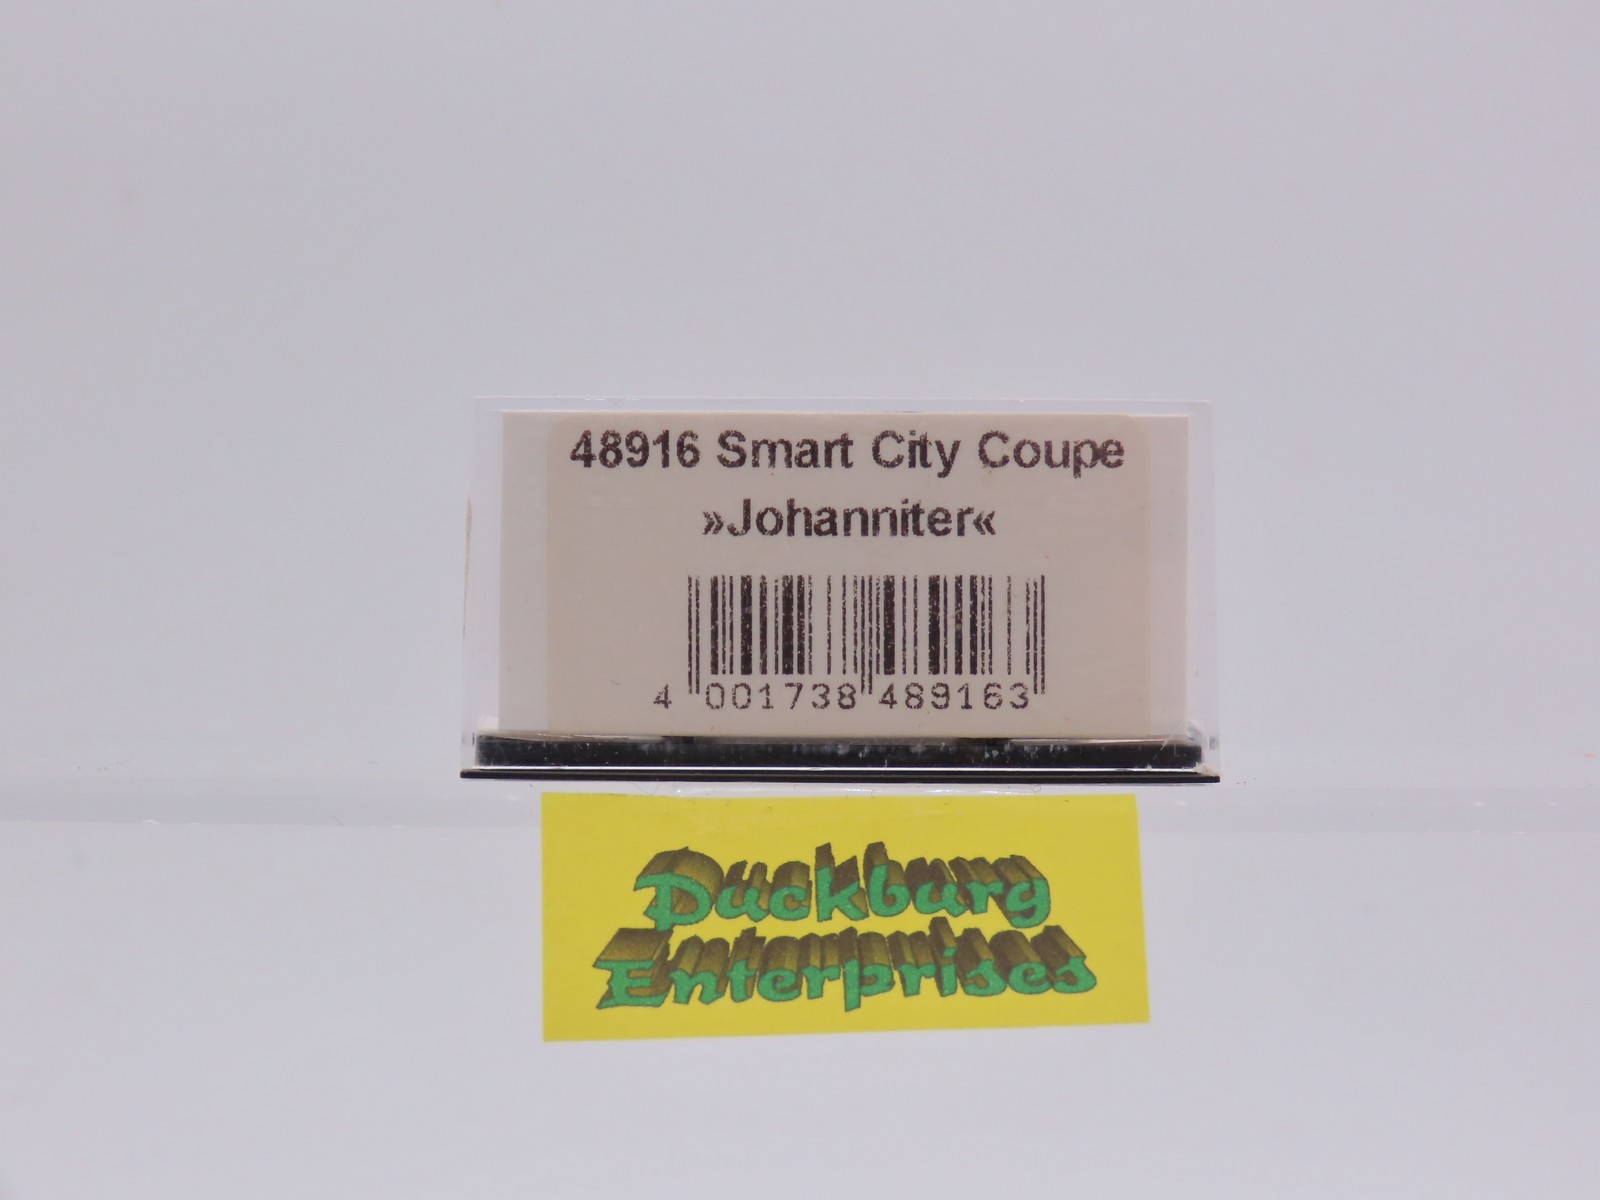 48916 Smart City Coupe
»Johanniter«
4 001738 489163
Duckburg
Enterprises